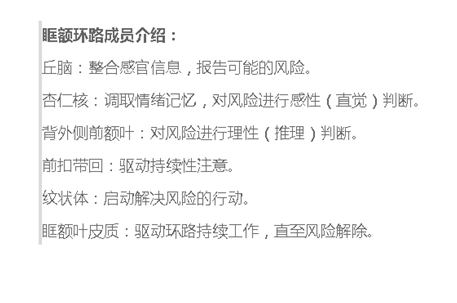 眶额环路成员介绍：
丘脑：整合感官信息，报告可能的风险。
杏仁核：调取情绪记忆，对风险进行感性（直觉）判断。
背外侧前额叶：对风险进行理性（推理）判断。
前扣带回：驱动持续性注意。
纹状体：启动解决风险的行动。
眶额叶皮质：驱动环路持续工作，直至风险解除。